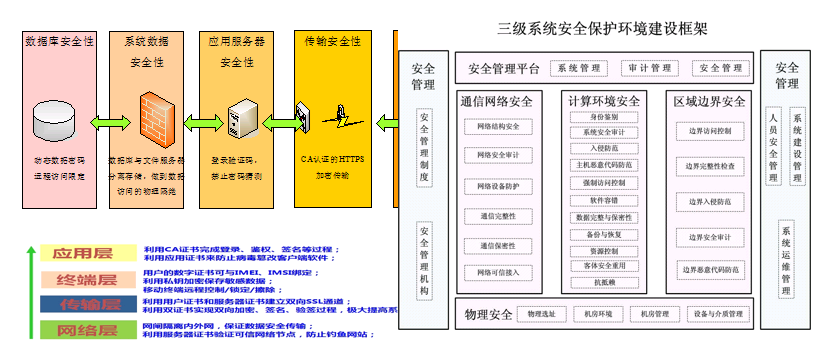 数据库安全性
动态数据密码
远程访问限定
系统数据
安全性
数据库与文件服务器
分离存储，做到数据
访问的物理隔绝
应用服务器
安全性
登录验证码，
禁止密码猜测
传输安全性
CA认证的HTTPS
加密传输
应用层
利用CA证书完成登录、鉴权、签名等过程；
利用应用证书来防止病毒篡改客户端软件；
终端层
用户的数字证书可与IMEI、IMSI绑定；
利用私钥加密保存敏感数据；
移动终端远程控制/锁定/擦除；
传输层
利用用户证书和服务器证书建立双向SSL通道；
利用双证书实现双向加密、签名、验签过程，极大提高系
网络层
网闸隔离内外网，保证数据安全传输；
利用服务器证书验证可信网络节点，防止钓鱼网站；
三级系统安全保护环境建设框架
安全
管理
安全管理制度
安全管理机构
安全管理平台
系统管理
审计管理
安全管理
通信网络安全
网络结构安全
网络安全审计
网络设备防护
通信完整性
通信保密性
网络可信接入
计算环境安全
身份鉴别
系统安全审计
入侵防范
主机恶意代码防范
强制访问控制
软件容错
数据完整与保密性
备份与恢复
资源控制
客体安全重用
抗抵赖
区域边界安全
边界访问控制
边界完整性检查
边界入侵防范
边界安全审计
边界恶意代码防范
物理安全
物理选址
机房环境
机房管理
设备与介质管理
安全
管理
人员安全管理
系统建设管理
系统运维管理